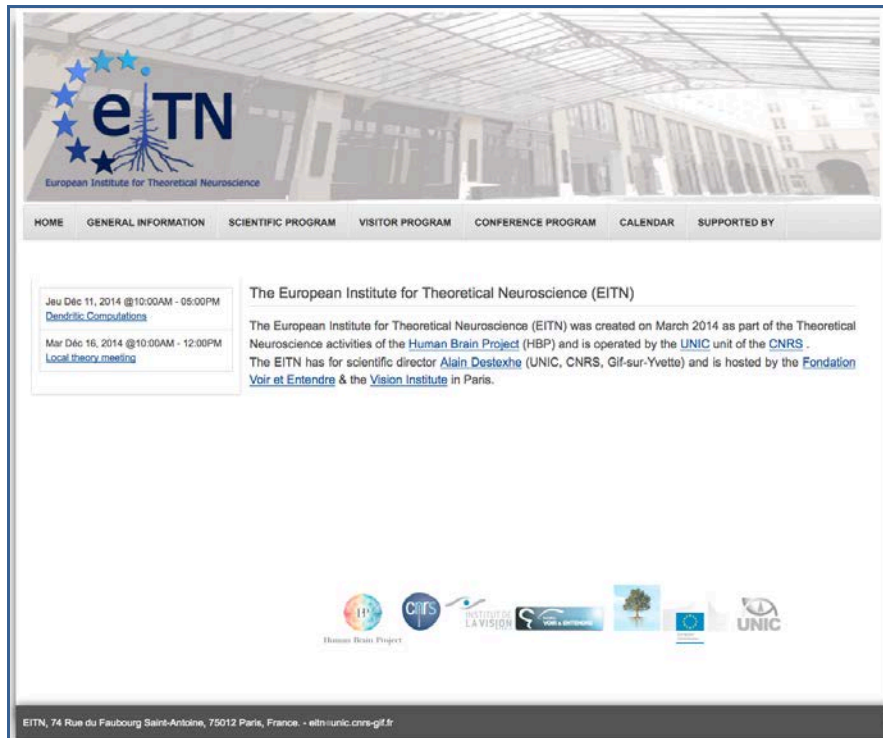 eiTN
European Institute for Theoretical Neuroscience
HOME GENERAL INFORMATION SCIENTIFIC PROGRAM VISITOR PROGRAM CONFERENCE PROGRAM CALENDAR SUPPORTED BY
Jeu Déc 11, 2014 @10:00AM - 05:00PM
Dendritic Computations
Mar Déc 16, 2014 @10:00AM - 12:00PM
Local theory meeting
The European Institute for Theoretical Neuroscience (EITN)
The European Institute for Theoretical Neuroscience (EITN) was created on March 2014 as part of the Theoretical
Neuroscience activities of the Human Brain Project (HBP) and is operated by the UNIC unit of the CNRS .
The EITN has for scientific director Alain Destexhe (UNIC, CNRS, Gif-sur-Yvette) and is hosted by the Fondation
Voir et Entendre & the Vision Institute in Paris.
Human Brain Project
cnrs
INSTITUT DE
LA VISION
VOIR & ENTENDRE
UNIC
EITN, 74 Rue du Faubourg Saint-Antoine, 75012 Paris, France. - eitn@unic.cnrs-gif.fr